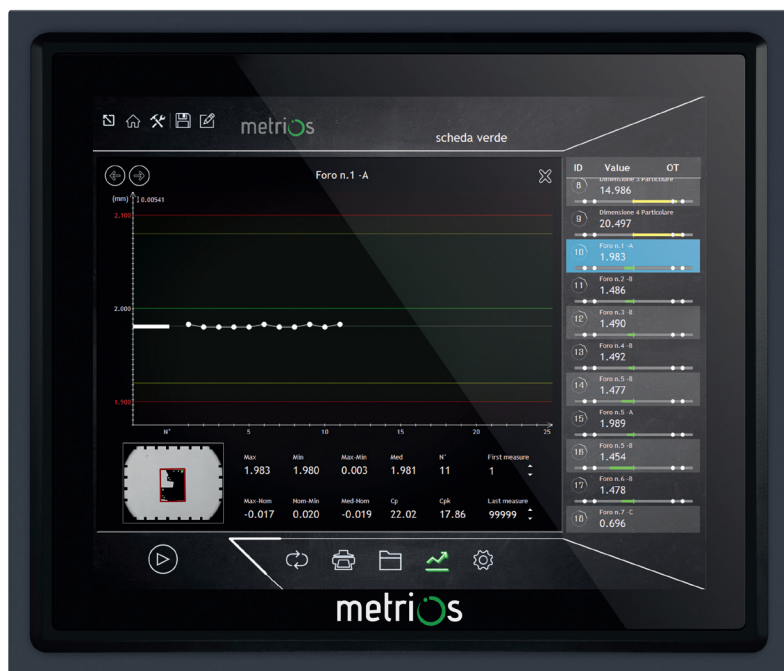 metrios
scheda verde
Foro n.1 -A
(mm)
0.00541
2.100
2.000
1.900
N°
5
10
15
20
25
Max
Min
Max-Min
Med
N°
First measure
1.983
1.980
0.003
1.981
11
1
Max-Nom
Nom-Min
Med-Nom
Cp
Cpk
Last measure
-0.017
0.020
-0.019
22.02
17.86
99999
ID
Value
OT
8
Dimensione 3 Particolare
14.986
9
Dimensione 4 Particolare
20.497
10
Foro n.1 -A
1.983
11
Foro n.2 -B
1.486
12
Foro n.3 -B
1.490
13
Foro n.4 -B
1.492
14
Foro n.5 -B
1.477
15
Foro n.5 -A
1.989
16
Foro n.5 -B
1.454
17
Foro n.6 -B
1.478
18
Foro n.7 -C
0.696
metrios